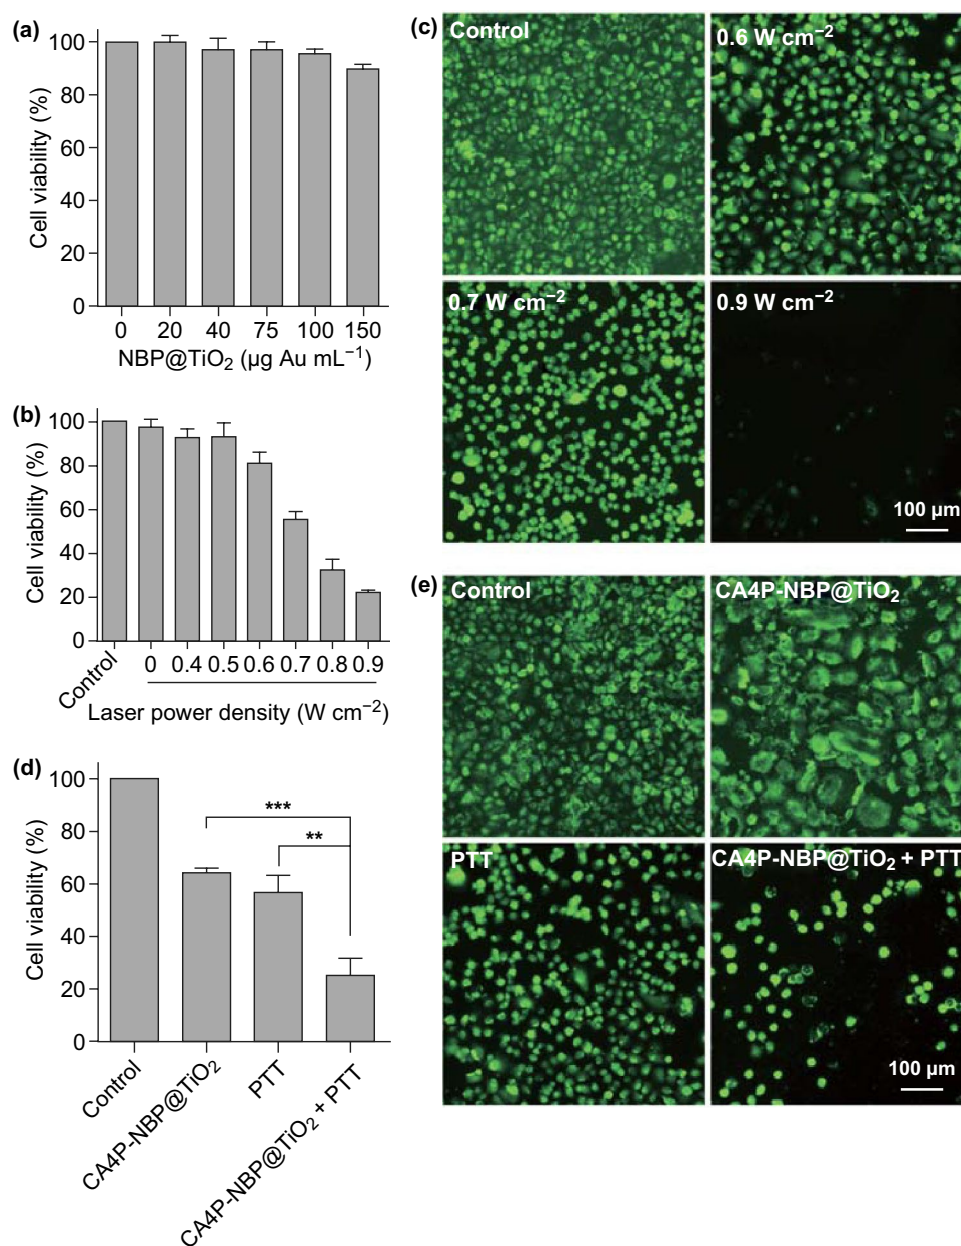 (a)
Cell viability (%)
100
80
60
40
20
0
0 20 40 75 100 150
NBP@TiO₂ (µg Au mL⁻¹)
(b)
Cell viability (%)
100
80
60
40
20
0
Control 0 0.4 0.5 0.6 0.7 0.8 0.9
Laser power density (W cm⁻²)
(c)
Control
0.6 W cm⁻²
0.7 W cm⁻²
0.9 W cm⁻²
100 µm
(d)
Cell viability (%)
100
80
60
40
20
0
***
**
Control
CA4P-NBP@TiO₂
PTT
CA4P-NBP@TiO₂ + PTT
(e)
Control
CA4P-NBP@TiO₂
PTT
CA4P-NBP@TiO₂ + PTT
100 µm